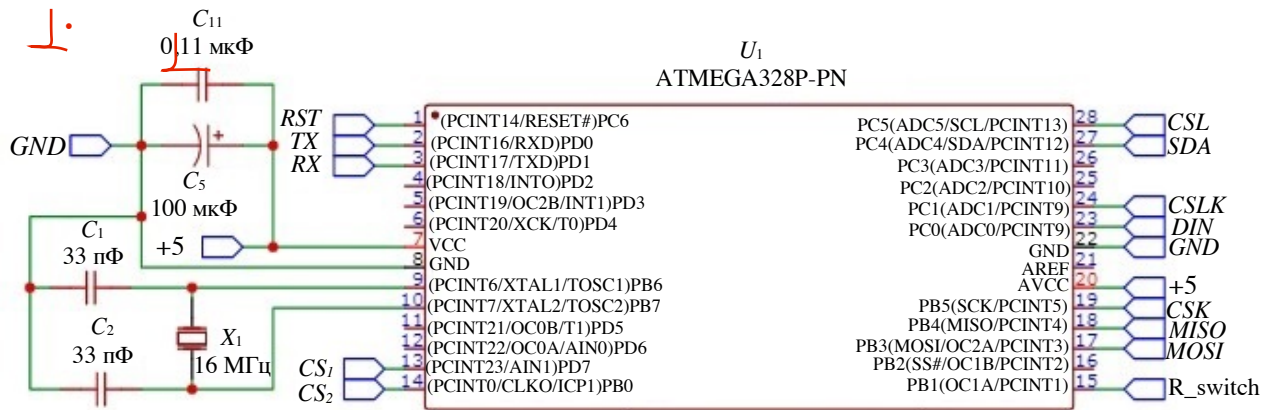 1.
C11
0,11 мкФ
GND
C5
100 мкФ
+5
C1
33 пФ
C2
33 пФ
X1
16 МГц
U1
ATMEGA328P-PN
RST 1 (PCINT14/RESET#)PC6
TX 2 (PCINT16/RXD)PD0
RX 3 (PCINT17/TXD)PD1
4 (PCINT18/INTO)PD2
5 (PCINT19/OC2B/INT1)PD3
6 (PCINT20/XCK/T0)PD4
7 VCC
8 GND
9 (PCINT6/XTAL1/TOSC1)PB6
10 (PCINT7/XTAL2/TOSC2)PB7
11 (PCINT21/OC0B/T1)PD5
12 (PCINT22/OC0A/AIN0)PD6
CS1 13 (PCINT23/AIN1)PD7
CS2 14 (PCINT0/CLKO/ICP1)PB0
PC5(ADC5/SCL/PCINT13) 28 CSL
PC4(ADC4/SDA/PCINT12) 27 SDA
PC3(ADC3/PCINT11) 26
PC2(ADC2/PCINT10) 25
PC1(ADC1/PCINT9) 24 CSLK
PC0(ADC0/PCINT9) 23 DIN
GND 22 GND
AREF 21
AVCC 20 +5
PB5(SCK/PCINT5) 19 CSK
PB4(MISO/PCINT4) 18 MISO
PB3(MOSI/OC2A/PCINT3) 17 MOSI
PB2(SS#/OC1B/PCINT2) 16
PB1(OC1A/PCINT1) 15 R_switch